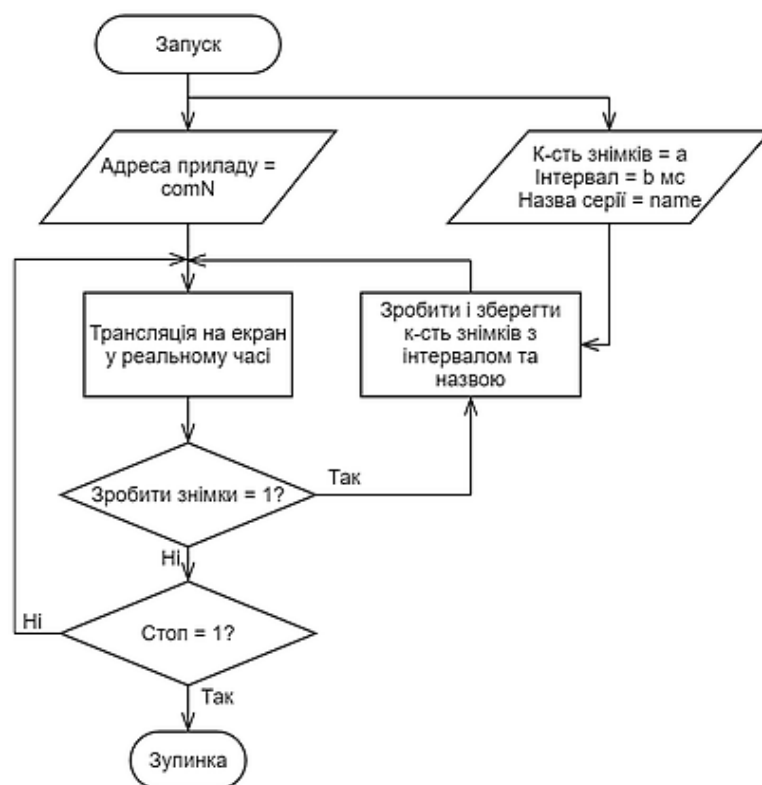 Запуск
Адреса приладу =
comN
К-сть знімків = a
Інтервал = b мс
Назва серії = name
Трансляція на екран
у реальному часі
Зробити і зберегти
к-сть знімків з
інтервалом та
назвою
Зробити знімки = 1?
Так
Ні
Стоп = 1?
Ні
Так
Зупинка